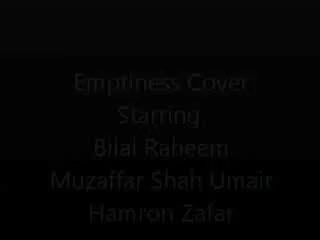 Emptiness Cover
Starring
Bilal Raheem
Muzaffar Shah Umair
Hamron Zafar